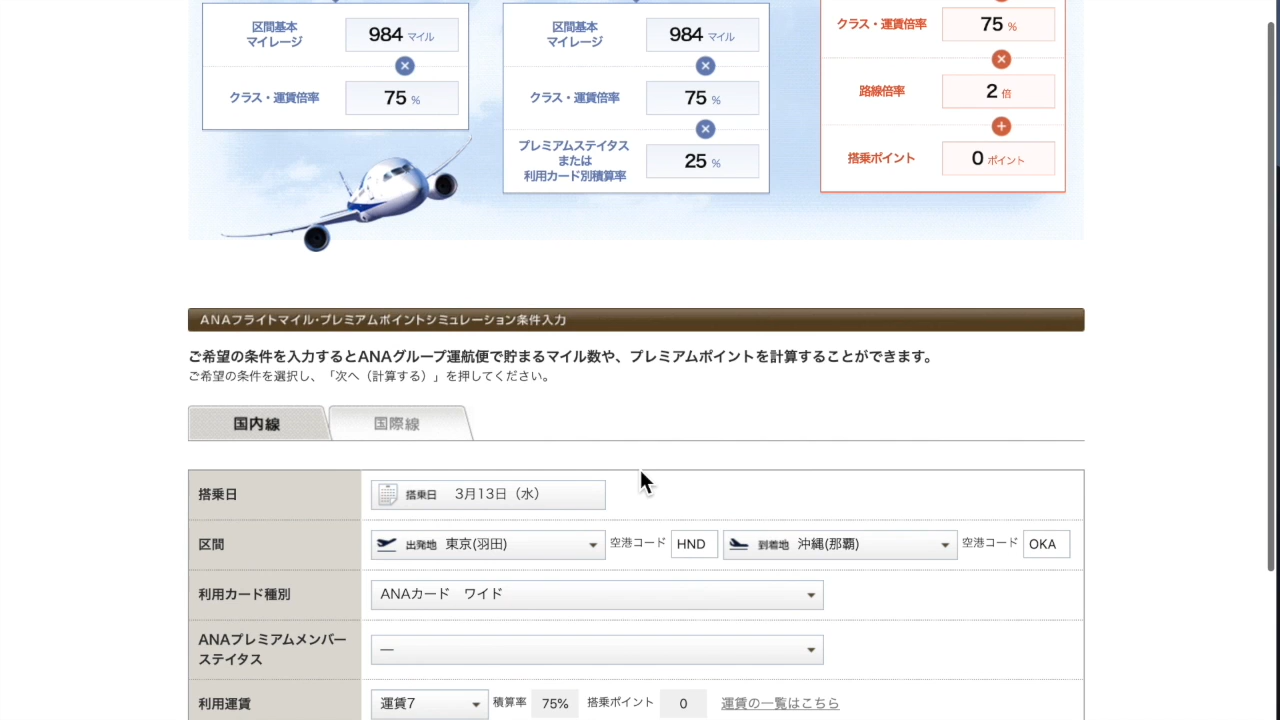 区間基本
マイレージ
984 マイル
クラス・運賃倍率
75 %
区間基本
マイレージ
984 マイル
クラス・運賃倍率
75 %
プレミアムステイタス
または
利用カード別積算率
25 %
クラス・運賃倍率
75 %
路線倍率
2 倍
搭乗ポイント
0 ポイント
ANAフライトマイル・プレミアムポイントシミュレーション条件入力
ご希望の条件を入力するとANAグループ運航便で貯まるマイル数や、プレミアムポイントを計算することができます。
ご希望の条件を選択し、「次へ（計算する）」を押してください。
国内線
国際線
搭乗日
搭乗日 3月13日（水）
区間
出発地 東京(羽田) 空港コード HND 到着地 沖縄(那覇) 空港コード OKA
利用カード種別
ANAカード　ワイド
ANAプレミアムメンバー
ステイタス
—
利用運賃
運賃7 積算率 75% 搭乗ポイント 0 運賃の一覧はこちら